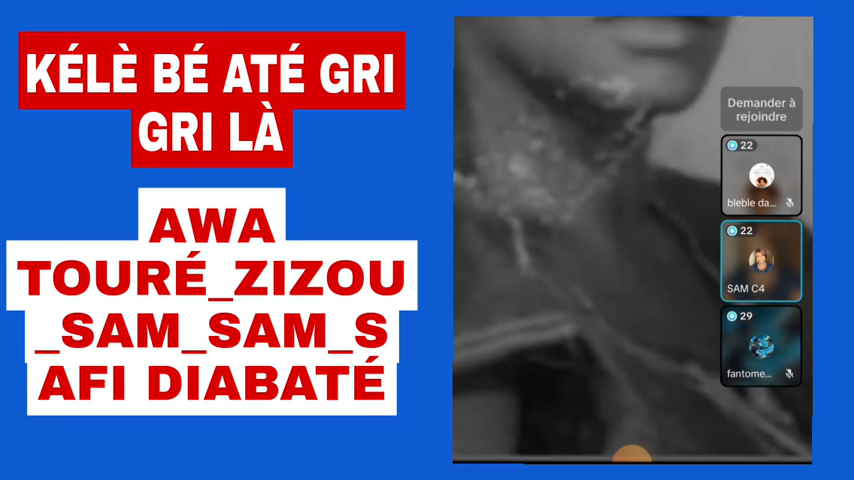 KÉLÈ BÉ ATÉ GRI
GRI LÀ
AWA
TOURÉ_ZIZOU
_SAM_SAM_S
AFI DIABATÉ
Demander à
rejoindre
22
bleble da...
22
SAM C4
29
fantome...